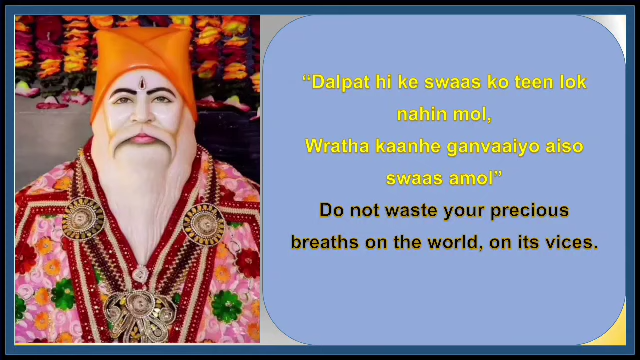 “Dalpat hi ke swaas ko teen lok
nahin mol,
Wratha kaanhe ganvaaiyo aiso
swaas amol”
Do not waste your precious
breaths on the world, on its vices.